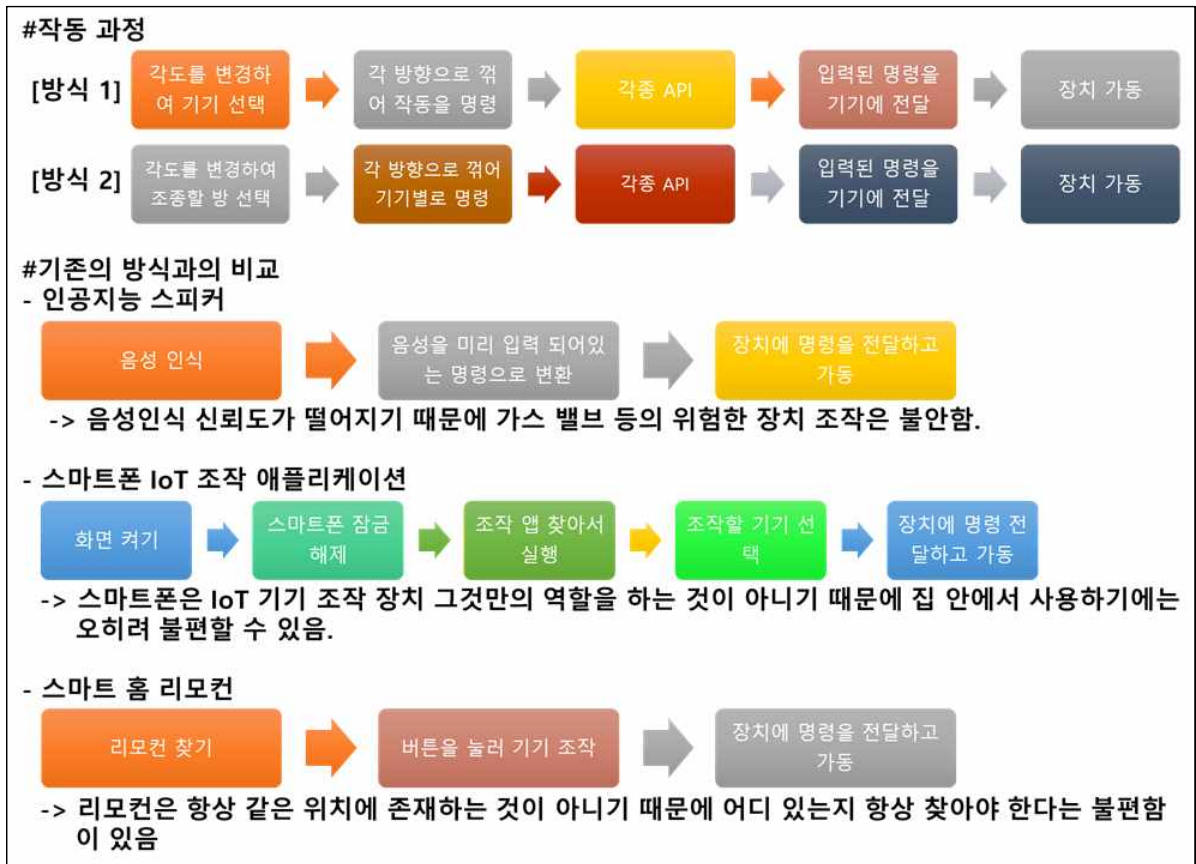 #작동 과정
[방식 1]
각도를 변경하
여 기기 선택
각 방향으로 꺾
어 작동을 명령
각종 API
입력된 명령을
기기에 전달
장치 가동
[방식 2]
각도를 변경하여
조종할 방 선택
각 방향으로 꺾어
기기별로 명령
각종 API
입력된 명령을
기기에 전달
장치 가동
#기존의 방식과의 비교
- 인공지능 스피커
음성 인식
음성을 미리 입력 되어있
는 명령으로 변환
장치에 명령을 전달하고
가동
-> 음성인식 신뢰도가 떨어지기 때문에 가스 밸브 등의 위험한 장치 조작은 불안함.
- 스마트폰 IoT 조작 애플리케이션
화면 켜기
스마트폰 잠금
해제
조작 앱 찾아서
실행
조작할 기기 선
택
장치에 명령 전
달하고 가동
-> 스마트폰은 IoT 기기 조작 장치 그것만의 역할을 하는 것이 아니기 때문에 집 안에서 사용하기에는
오히려 불편할 수 있음.
- 스마트 홈 리모컨
리모컨 찾기
버튼을 눌러 기기 조작
장치에 명령을 전달하고
가동
-> 리모컨은 항상 같은 위치에 존재하는 것이 아니기 때문에 어디 있는지 항상 찾아야 한다는 불편함
이 있음